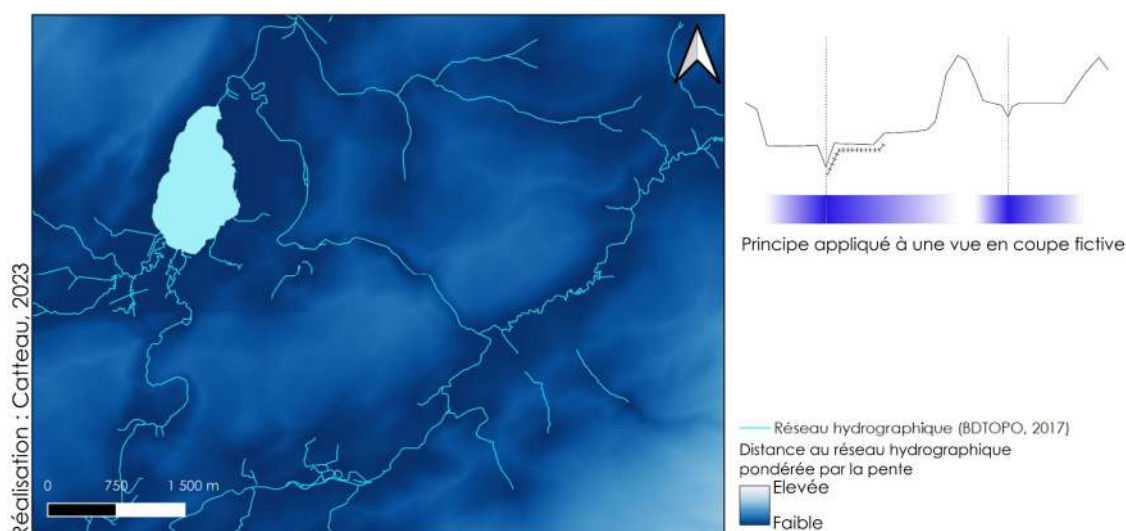 Réalisation : Catteau, 2023
0 750 1 500 m
Principe appliqué à une vue en coupe fictive
Réseau hydrographique (BDTOPO, 2017)
Distance au réseau hydrographique
pondérée par la pente
Elevée
Faible